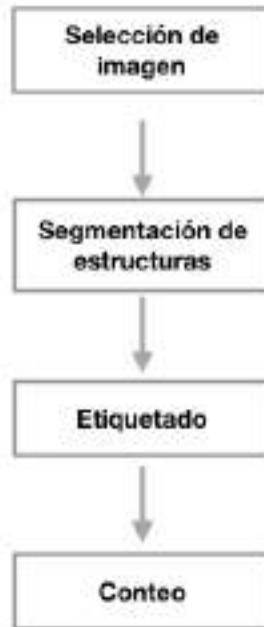 Selección de
imagen
Segmentación de
estructuras
Etiquetado
Conteo